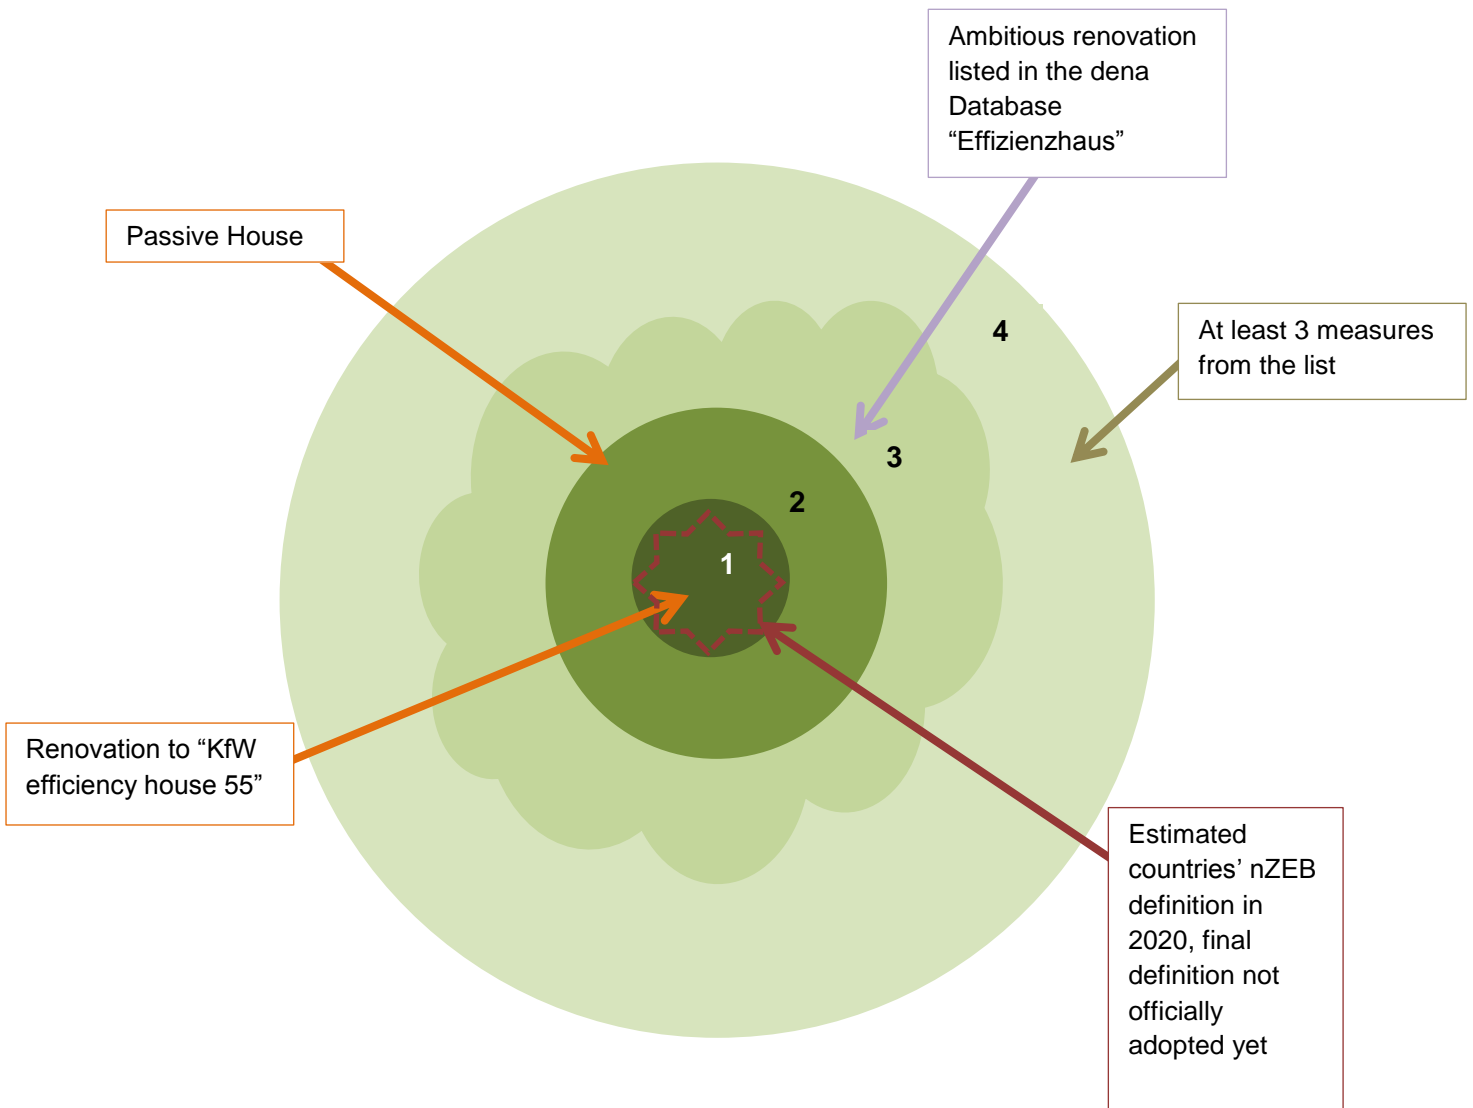 Ambitious renovation
listed in the dena
Database
“Effizienzhaus”
Passive House
4
At least 3 measures
from the list
3
2
1
Renovation to “KfW
efficiency house 55”
Estimated
countries’ nZEB
definition in
2020, final
definition not
officially
adopted yet